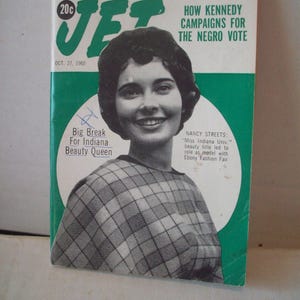 20c
JET
HOW KENNEDY
CAMPAIGNS FOR
THE NEGRO VOTE
OCT. 27, 1960
Big Break
For Indiana
Beauty Queen
NANCY STREETS:
"Miss Indiana Univ."
beauty title led to
role as model with
Ebony Fashion Fair